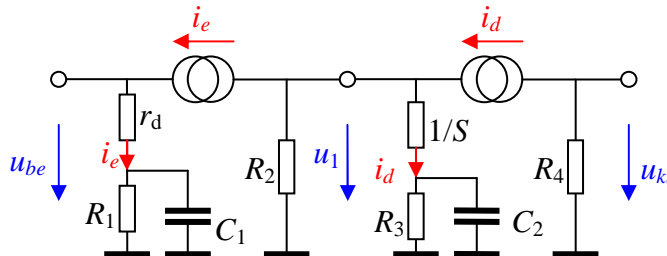 i_e
i_d
r_d
1/S
u_be
i_e
R_2
u_1
i_d
R_4
u_k
R_1
C_1
R_3
C_2